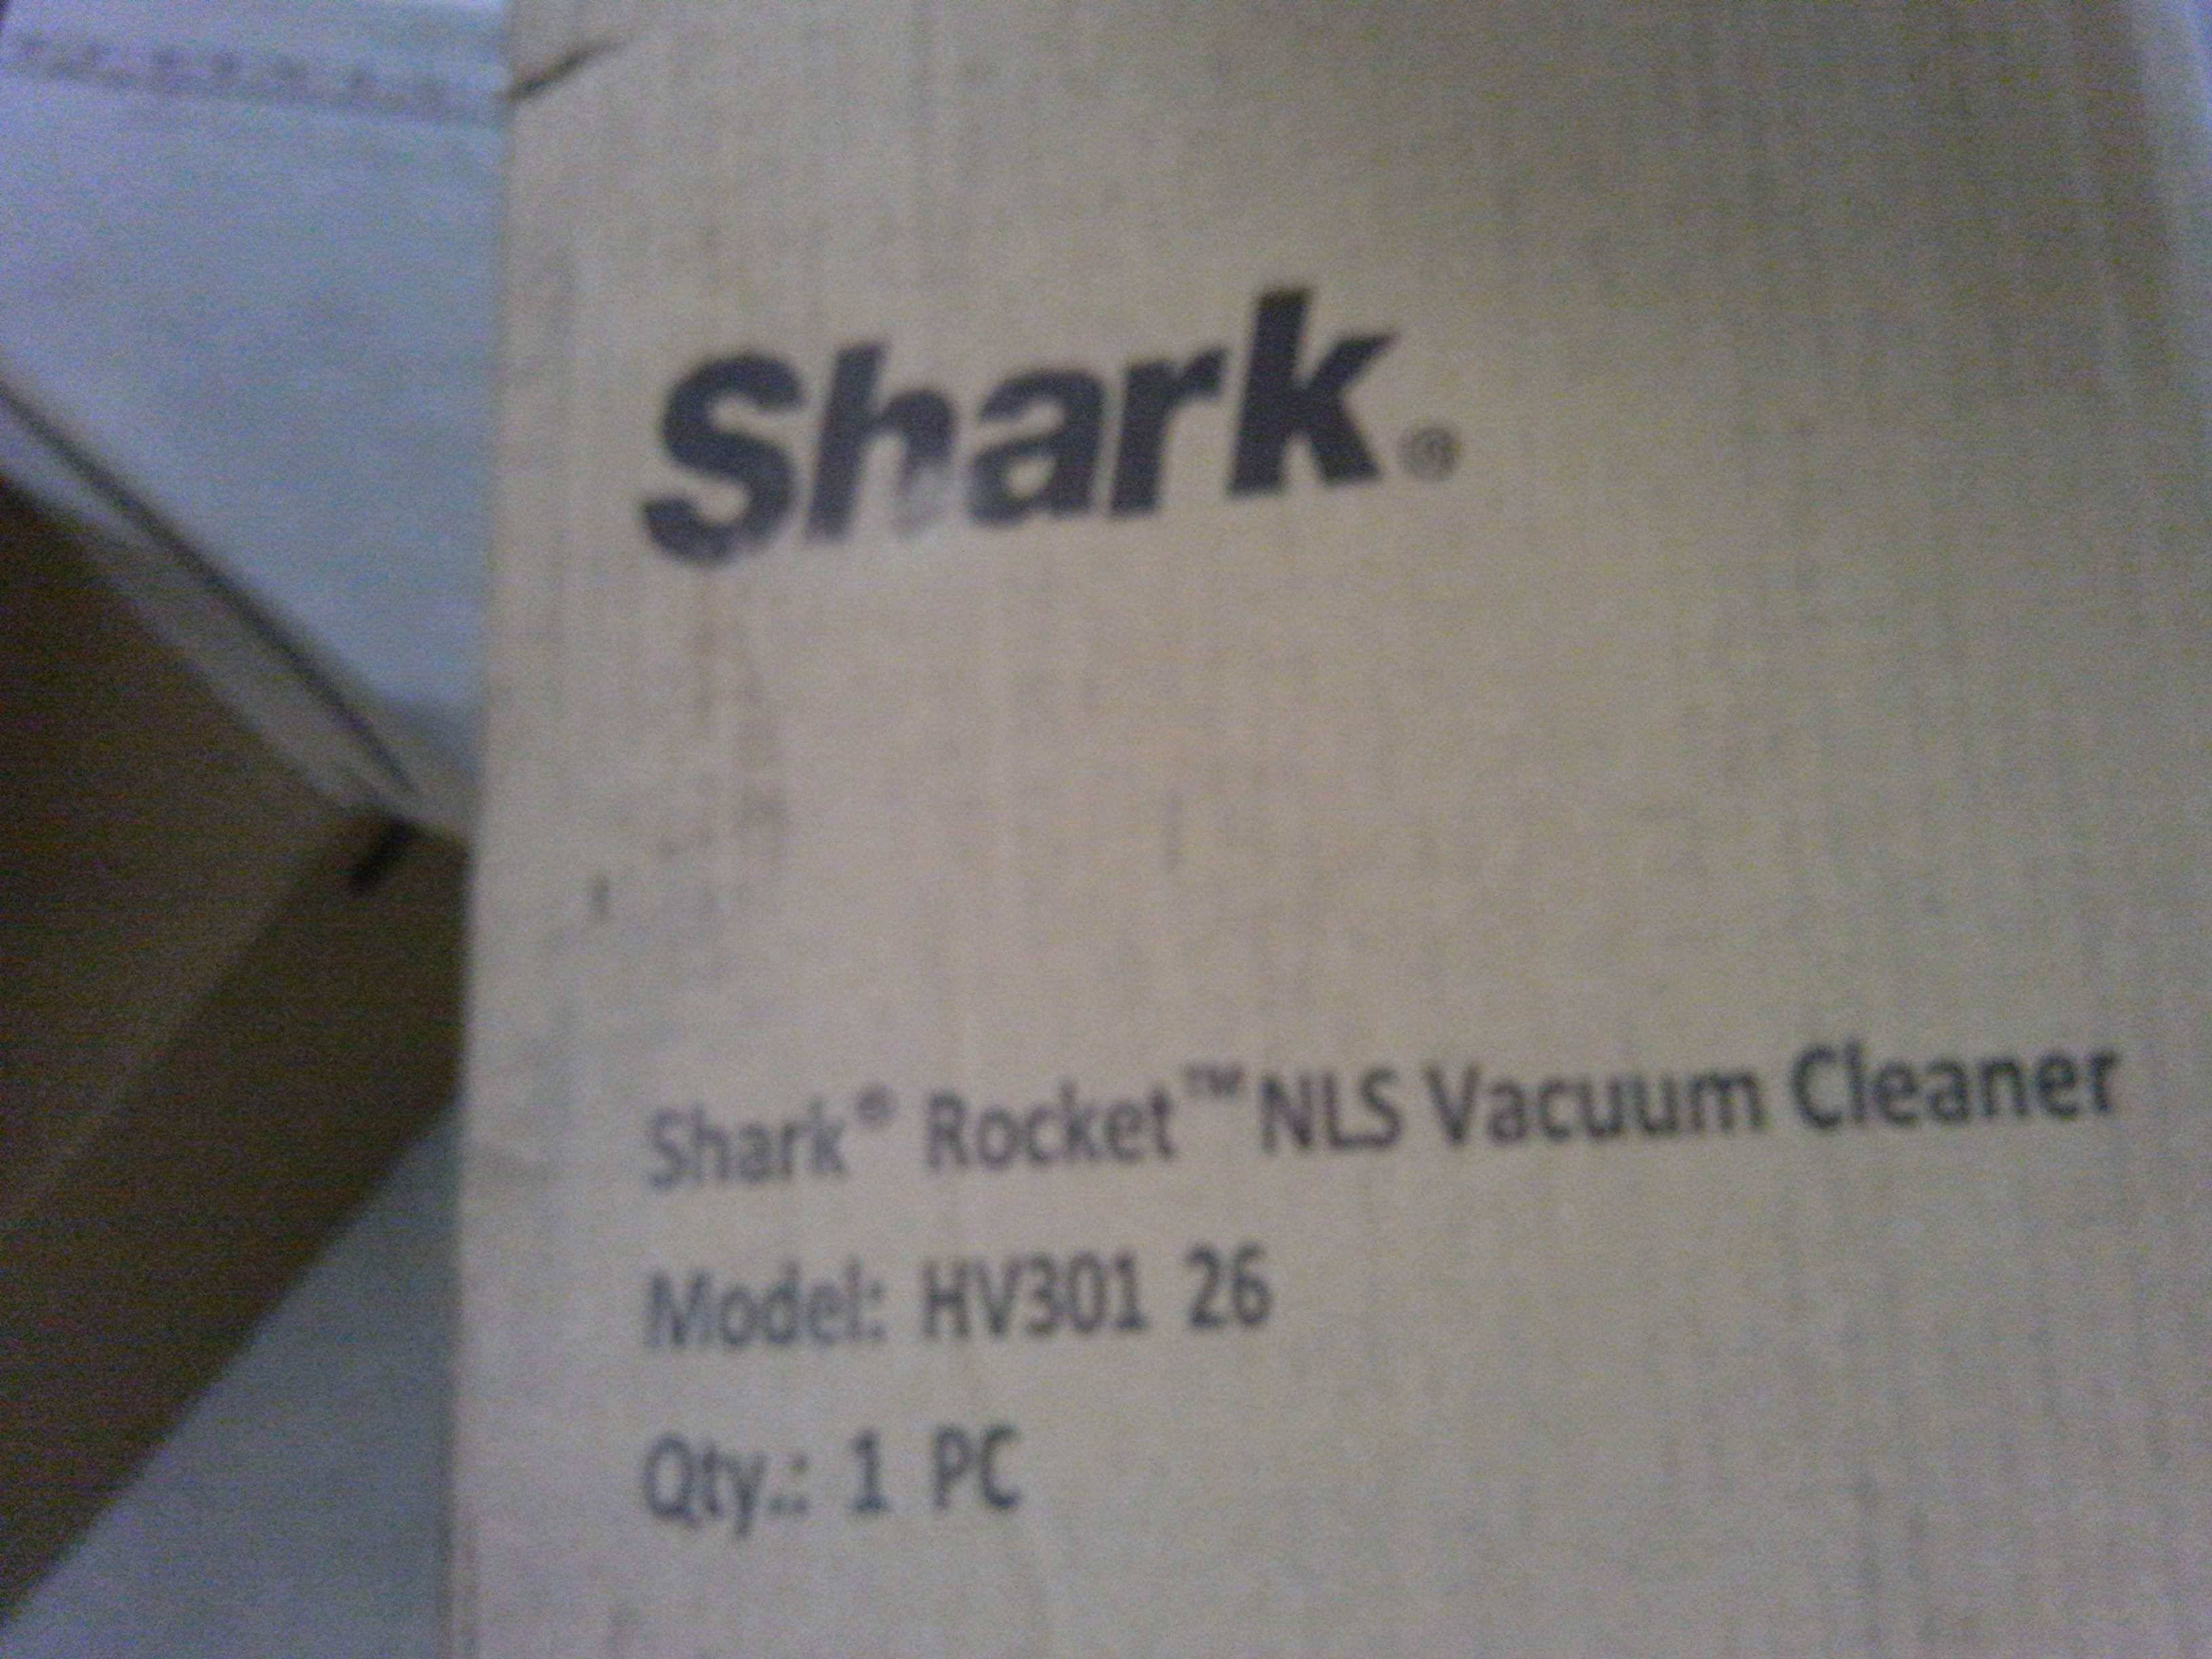 Shark®
Shark® Rocket™ NLS Vacuum Cleaner
Model: HV301 26
Qty.: 1 PC